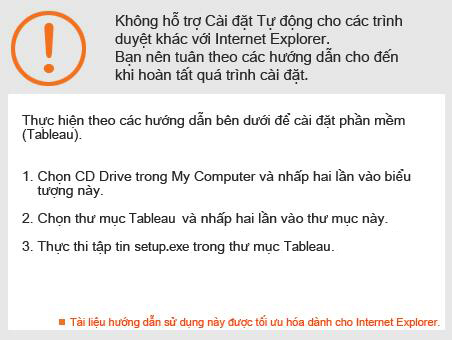 Không hỗ trợ Cài đặt Tự động cho các trình
duyệt khác với Internet Explorer.
Bạn nên tuân theo các hướng dẫn cho đến
khi hoàn tất quá trình cài đặt.
Thực hiện theo các hướng dẫn bên dưới để cài đặt phần mềm
(Tableau).
1. Chọn CD Drive trong My Computer và nhấp hai lần vào biểu
tượng này.
2. Chọn thư mục Tableau và nhấp hai lần vào thư mục này.
3. Thực thi tập tin setup.exe trong thư mục Tableau.
Tài liệu hướng dẫn sử dụng này được tối ưu hóa dành cho Internet Explorer.